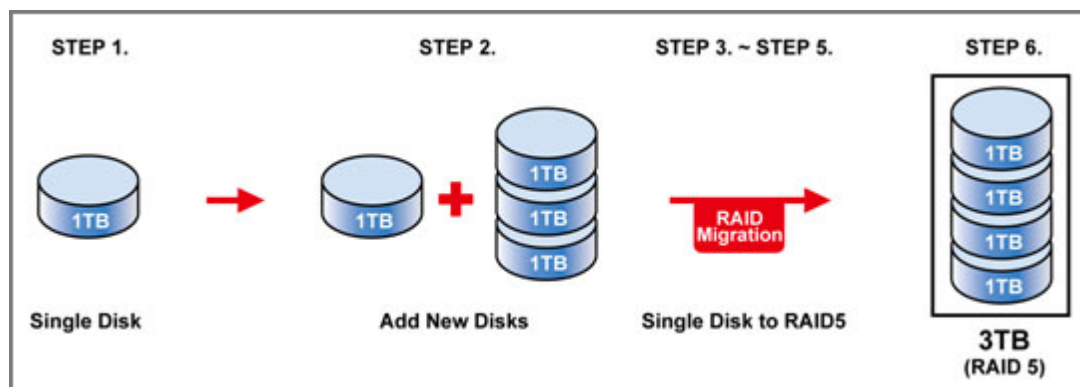 STEP 1.
STEP 2.
STEP 3. ~ STEP 5.
STEP 6.
1TB
1TB
1TB
1TB
1TB
RAID
Migration
1TB
1TB
1TB
1TB
Single Disk
Add New Disks
Single Disk to RAID5
3TB
(RAID 5)